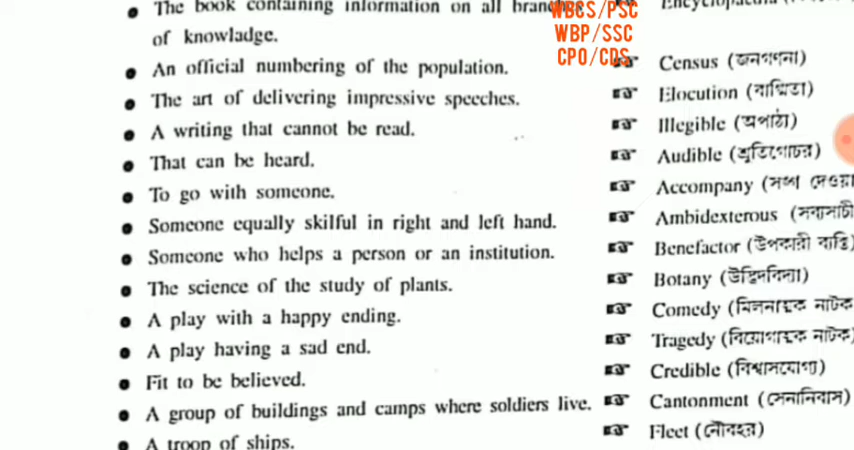 The book containing information on all branches
of knowladge.
An official numbering of the population. Census (জনগণনা)
The art of delivering impressive speeches. Elocution (বাগ্মিতা)
A writing that cannot be read. Illegible (অপাঠ্য)
That can be heard. Audible (শ্রুতিগোচর)
To go with someone. Accompany (সঙ্গ দেওয়া
Someone equally skilful in right and left hand. Ambidexterous (সব্যসাচী
Someone who helps a person or an institution. Benefactor (উপকারী ব্যক্তি)
The science of the study of plants. Botany (উদ্ভিদবিদ্যা)
A play with a happy ending. Comedy (মিলনাত্মক নাটক
A play having a sad end. Tragedy (বিয়োগাত্মক নাটক)
Fit to be believed. Credible (বিশ্বাসযোগ্য)
A group of buildings and camps where soldiers live. Cantonment (সেনানিবাস)
A troop of ships. Fleet (নৌবহর)
WBCS/PSC
WBP/SSC
CPO/CDS